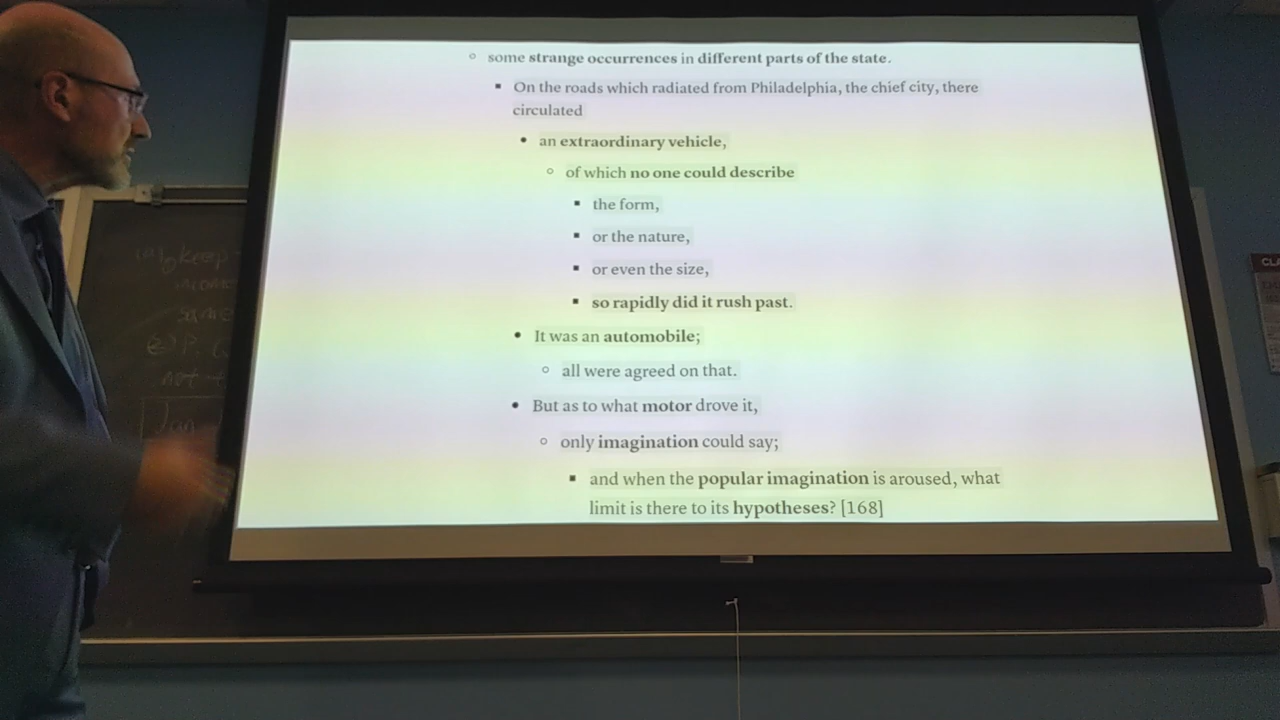 some strange occurrences in different parts of the state.
On the roads which radiated from Philadelphia, the chief city, there
circulated
an extraordinary vehicle,
of which no one could describe
the form,
or the nature,
or even the size,
so rapidly did it rush past.
It was an automobile;
all were agreed on that.
But as to what motor drove it,
only imagination could say;
and when the popular imagination is aroused, what
limit is there to its hypotheses? [168]
keep
same
not
CLA